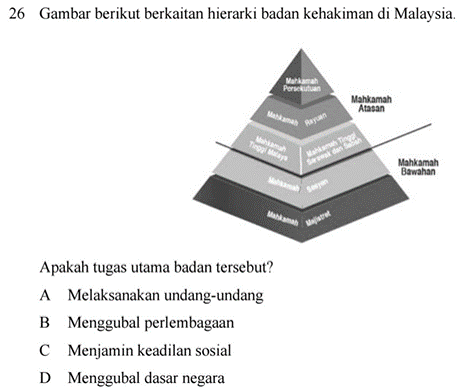 26 Gambar berikut berkaitan hierarki badan kehakiman di Malaysia.
Mahkamah
Persekutuan
Mahkamah Rayuan
Mahkamah
Atasan
Mahkamah
Tinggi Malaya
Mahkamah Tinggi
Sarawak dan Sabah
Mahkamah
Bawahan
Mahkamah Sesyen
Mahkamah Majistret
Apakah tugas utama badan tersebut?
A Melaksanakan undang-undang
B Menggubal perlembagaan
C Menjamin keadilan sosial
D Menggubal dasar negara